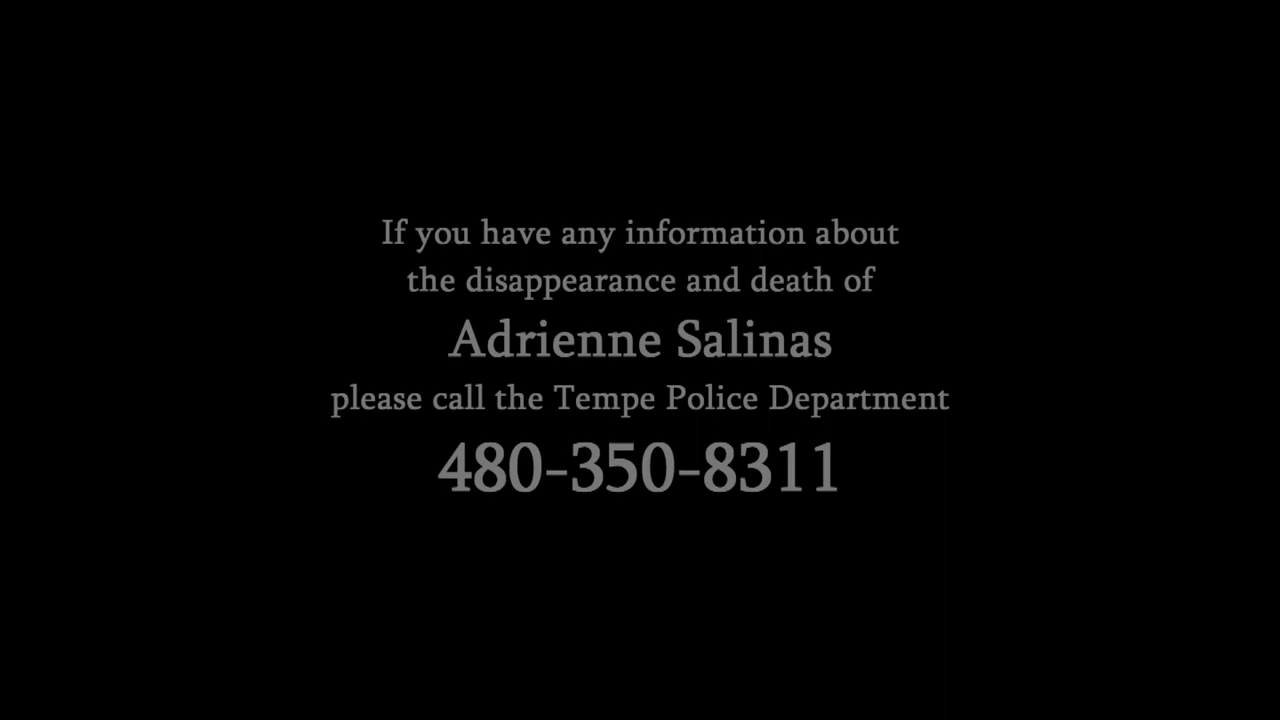 If you have any information about
the disappearance and death of
Adrienne Salinas
please call the Tempe Police Department
480-350-8311